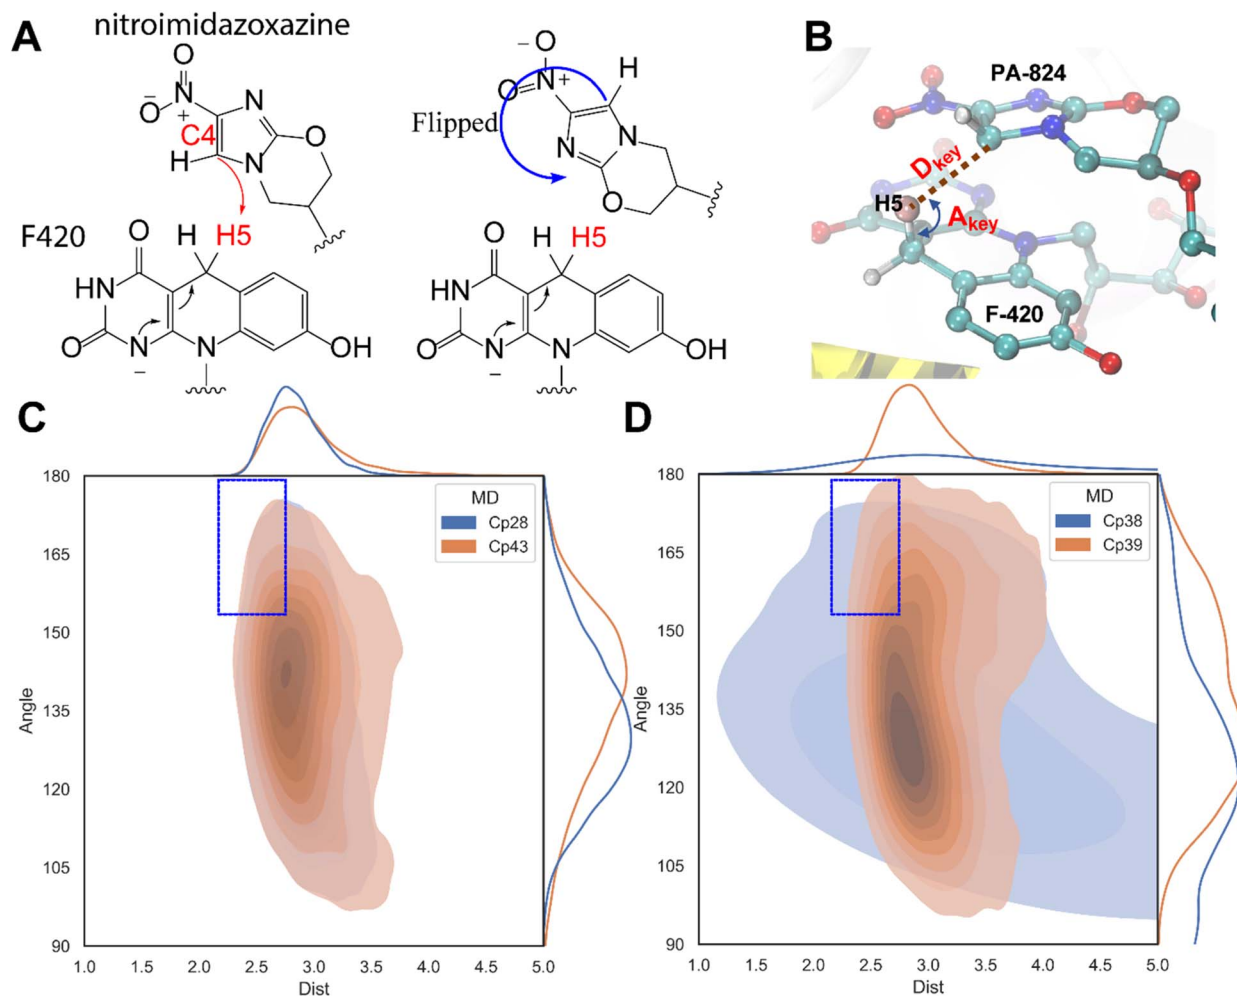 A
nitroimidazoxazine
O
N
+
−
O
C4
H
N
N
O
− O
O
N
+
H
Flipped
N
N
O
F420
O
H
H5
HN
O
N
−
N
OH
O
H
H5
HN
O
N
−
N
OH
B
PA-824
Dkey
H5
Akey
F-420
C
180
165
150
135
120
105
90
Angle
1.0 1.5 2.0 2.5 3.0 3.5 4.0 4.5 5.0
Dist
MD
Cp28
Cp43
D
180
165
150
135
120
105
90
Angle
1.0 1.5 2.0 2.5 3.0 3.5 4.0 4.5 5.0
Dist
MD
Cp38
Cp39